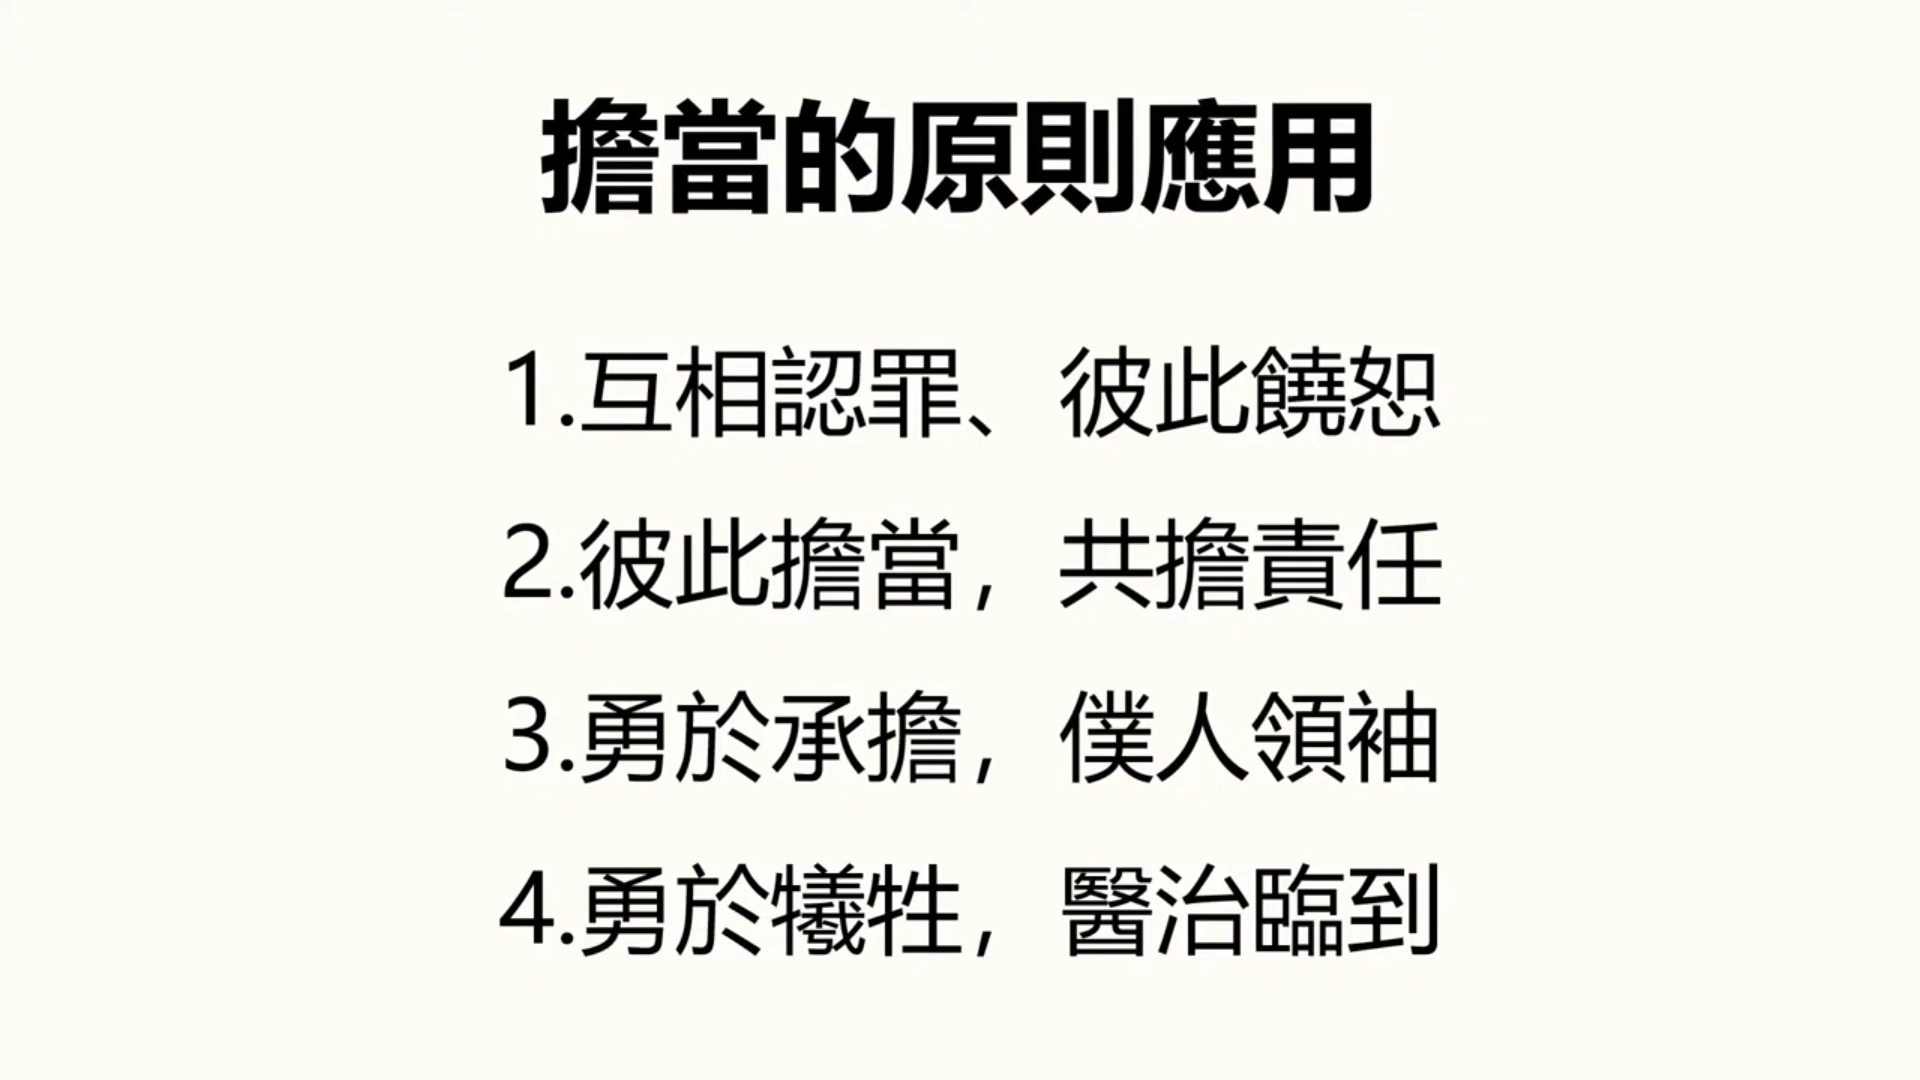 擔當的原則應用
1.互相認罪、彼此饒恕
2.彼此擔當，共擔責任
3.勇於承擔，僕人領袖
4.勇於犧牲，醫治臨到